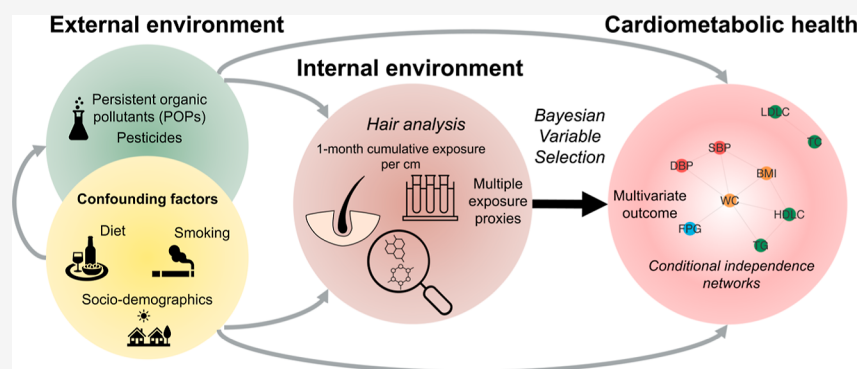 External environment
Persistent organic
pollutants (POPs)
Pesticides
Confounding factors
Diet
Smoking
Socio-demographics
Internal environment
Hair analysis
1-month cumulative exposure
per cm
Multiple
exposure
proxies
Bayesian
Variable
Selection
Cardiometabolic health
LDLC
TC
SBP
DBP
BMI
WC
Multivariate
outcome
HDLC
FPG
TG
Conditional independence
networks